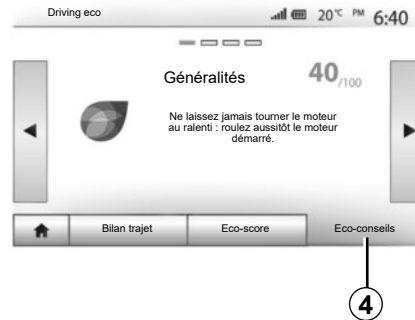 Driving eco 20°C PM 6:40
Généralités 40/100
Ne laissez jamais tourner le moteur
au ralenti : roulez aussitôt le moteur
démarré.
Bilan trajet Eco-score Eco-conseils
4